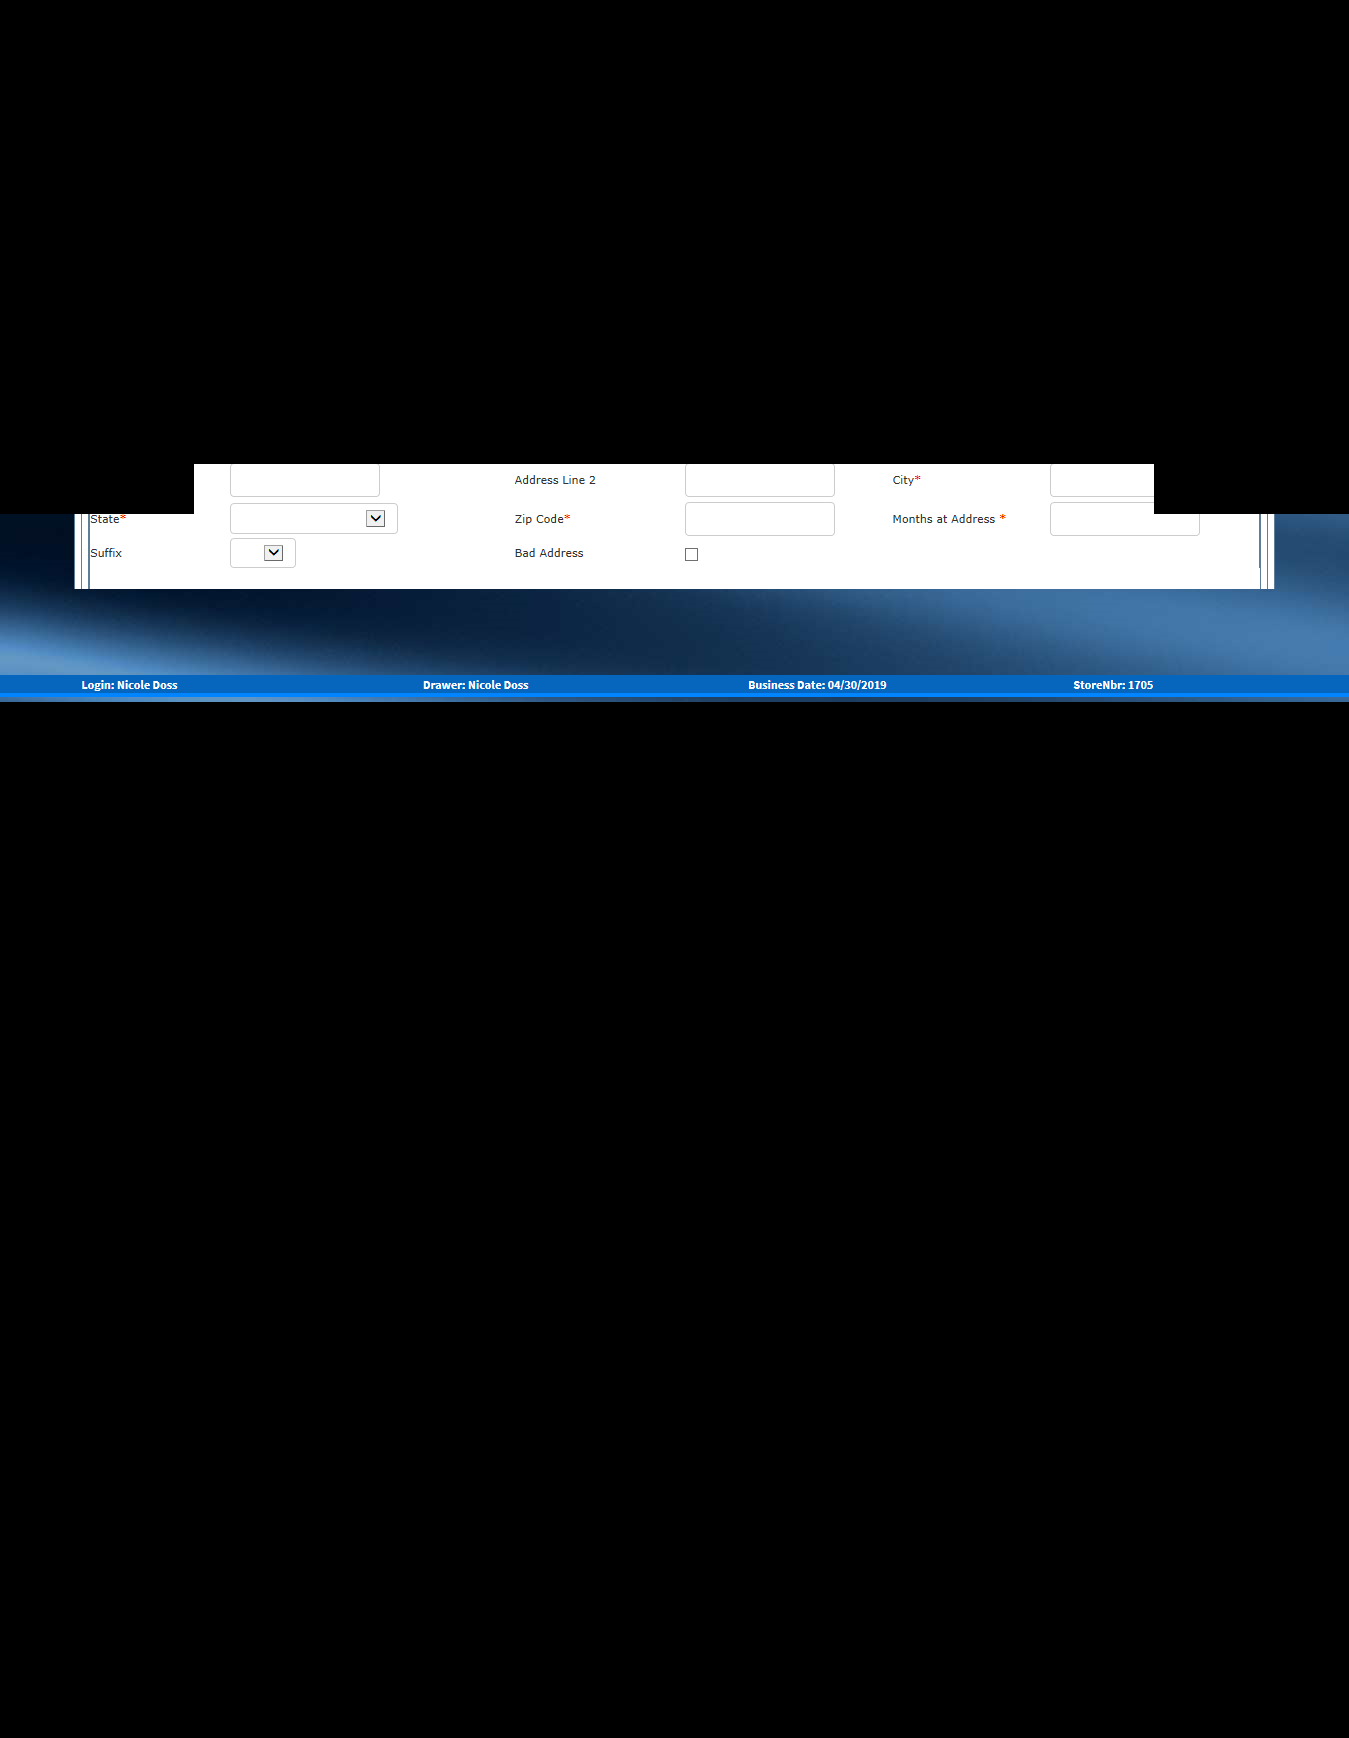 Address Line 2 City*
State* Zip Code* Months at Address *
Suffix Bad Address
Login: Nicole Doss Drawer: Nicole Doss Business Date: 04/30/2019 StoreNbr: 1705